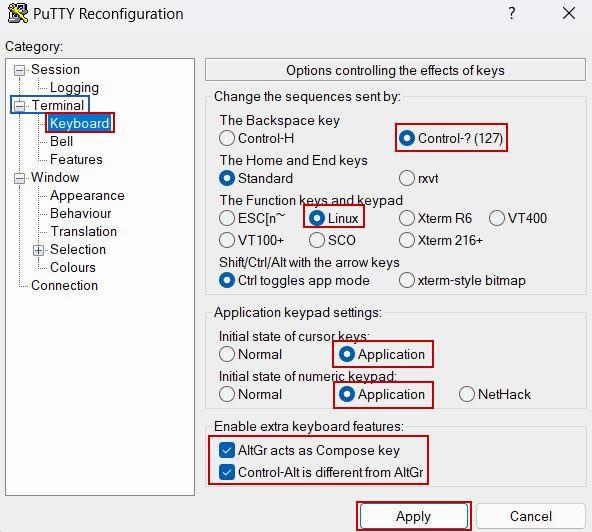 PuTTY Reconfiguration
?
Category:
Session
Logging
Terminal
Keyboard
Bell
Features
Window
Appearance
Behaviour
Translation
Selection
Colours
Connection
Options controlling the effects of keys
Change the sequences sent by:
The Backspace key
Control-H Control-? (127)
The Home and End keys
Standard rxvt
The Function keys and keypad
ESC[n~ Linux Xterm R6 VT400
VT100+ SCO Xterm 216+
Shift/Ctrl/Alt with the arrow keys
Ctrl toggles app mode xterm-style bitmap
Application keypad settings:
Initial state of cursor keys:
Normal Application
Initial state of numeric keypad:
Normal Application NetHack
Enable extra keyboard features:
AltGr acts as Compose key
Control-Alt is different from AltGr
Apply Cancel